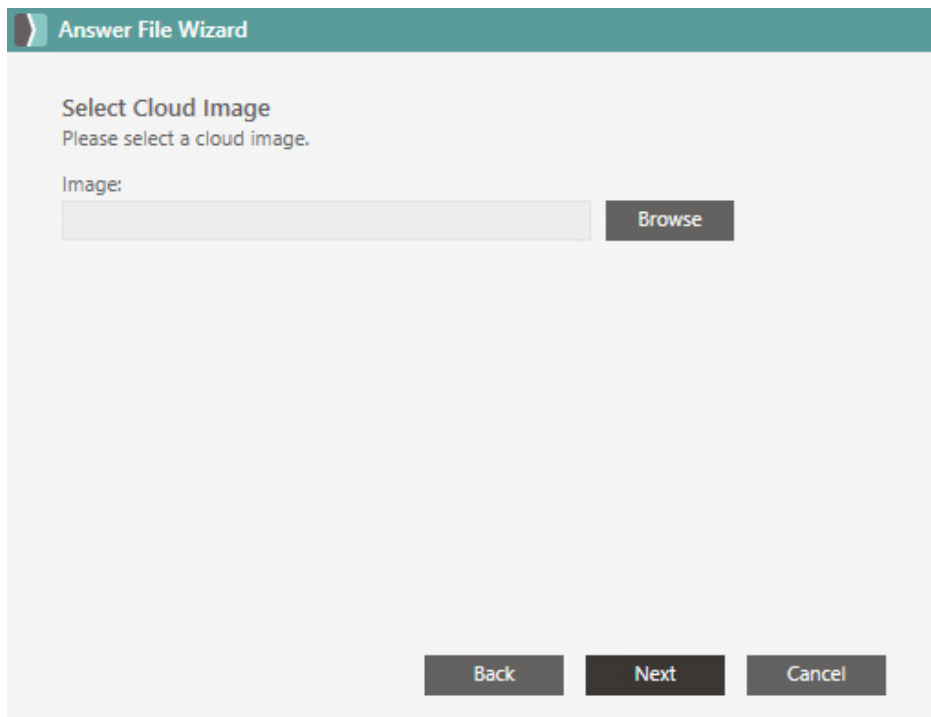 Answer File Wizard
Select Cloud Image
Please select a cloud image.
Image:
Browse
Back Next Cancel